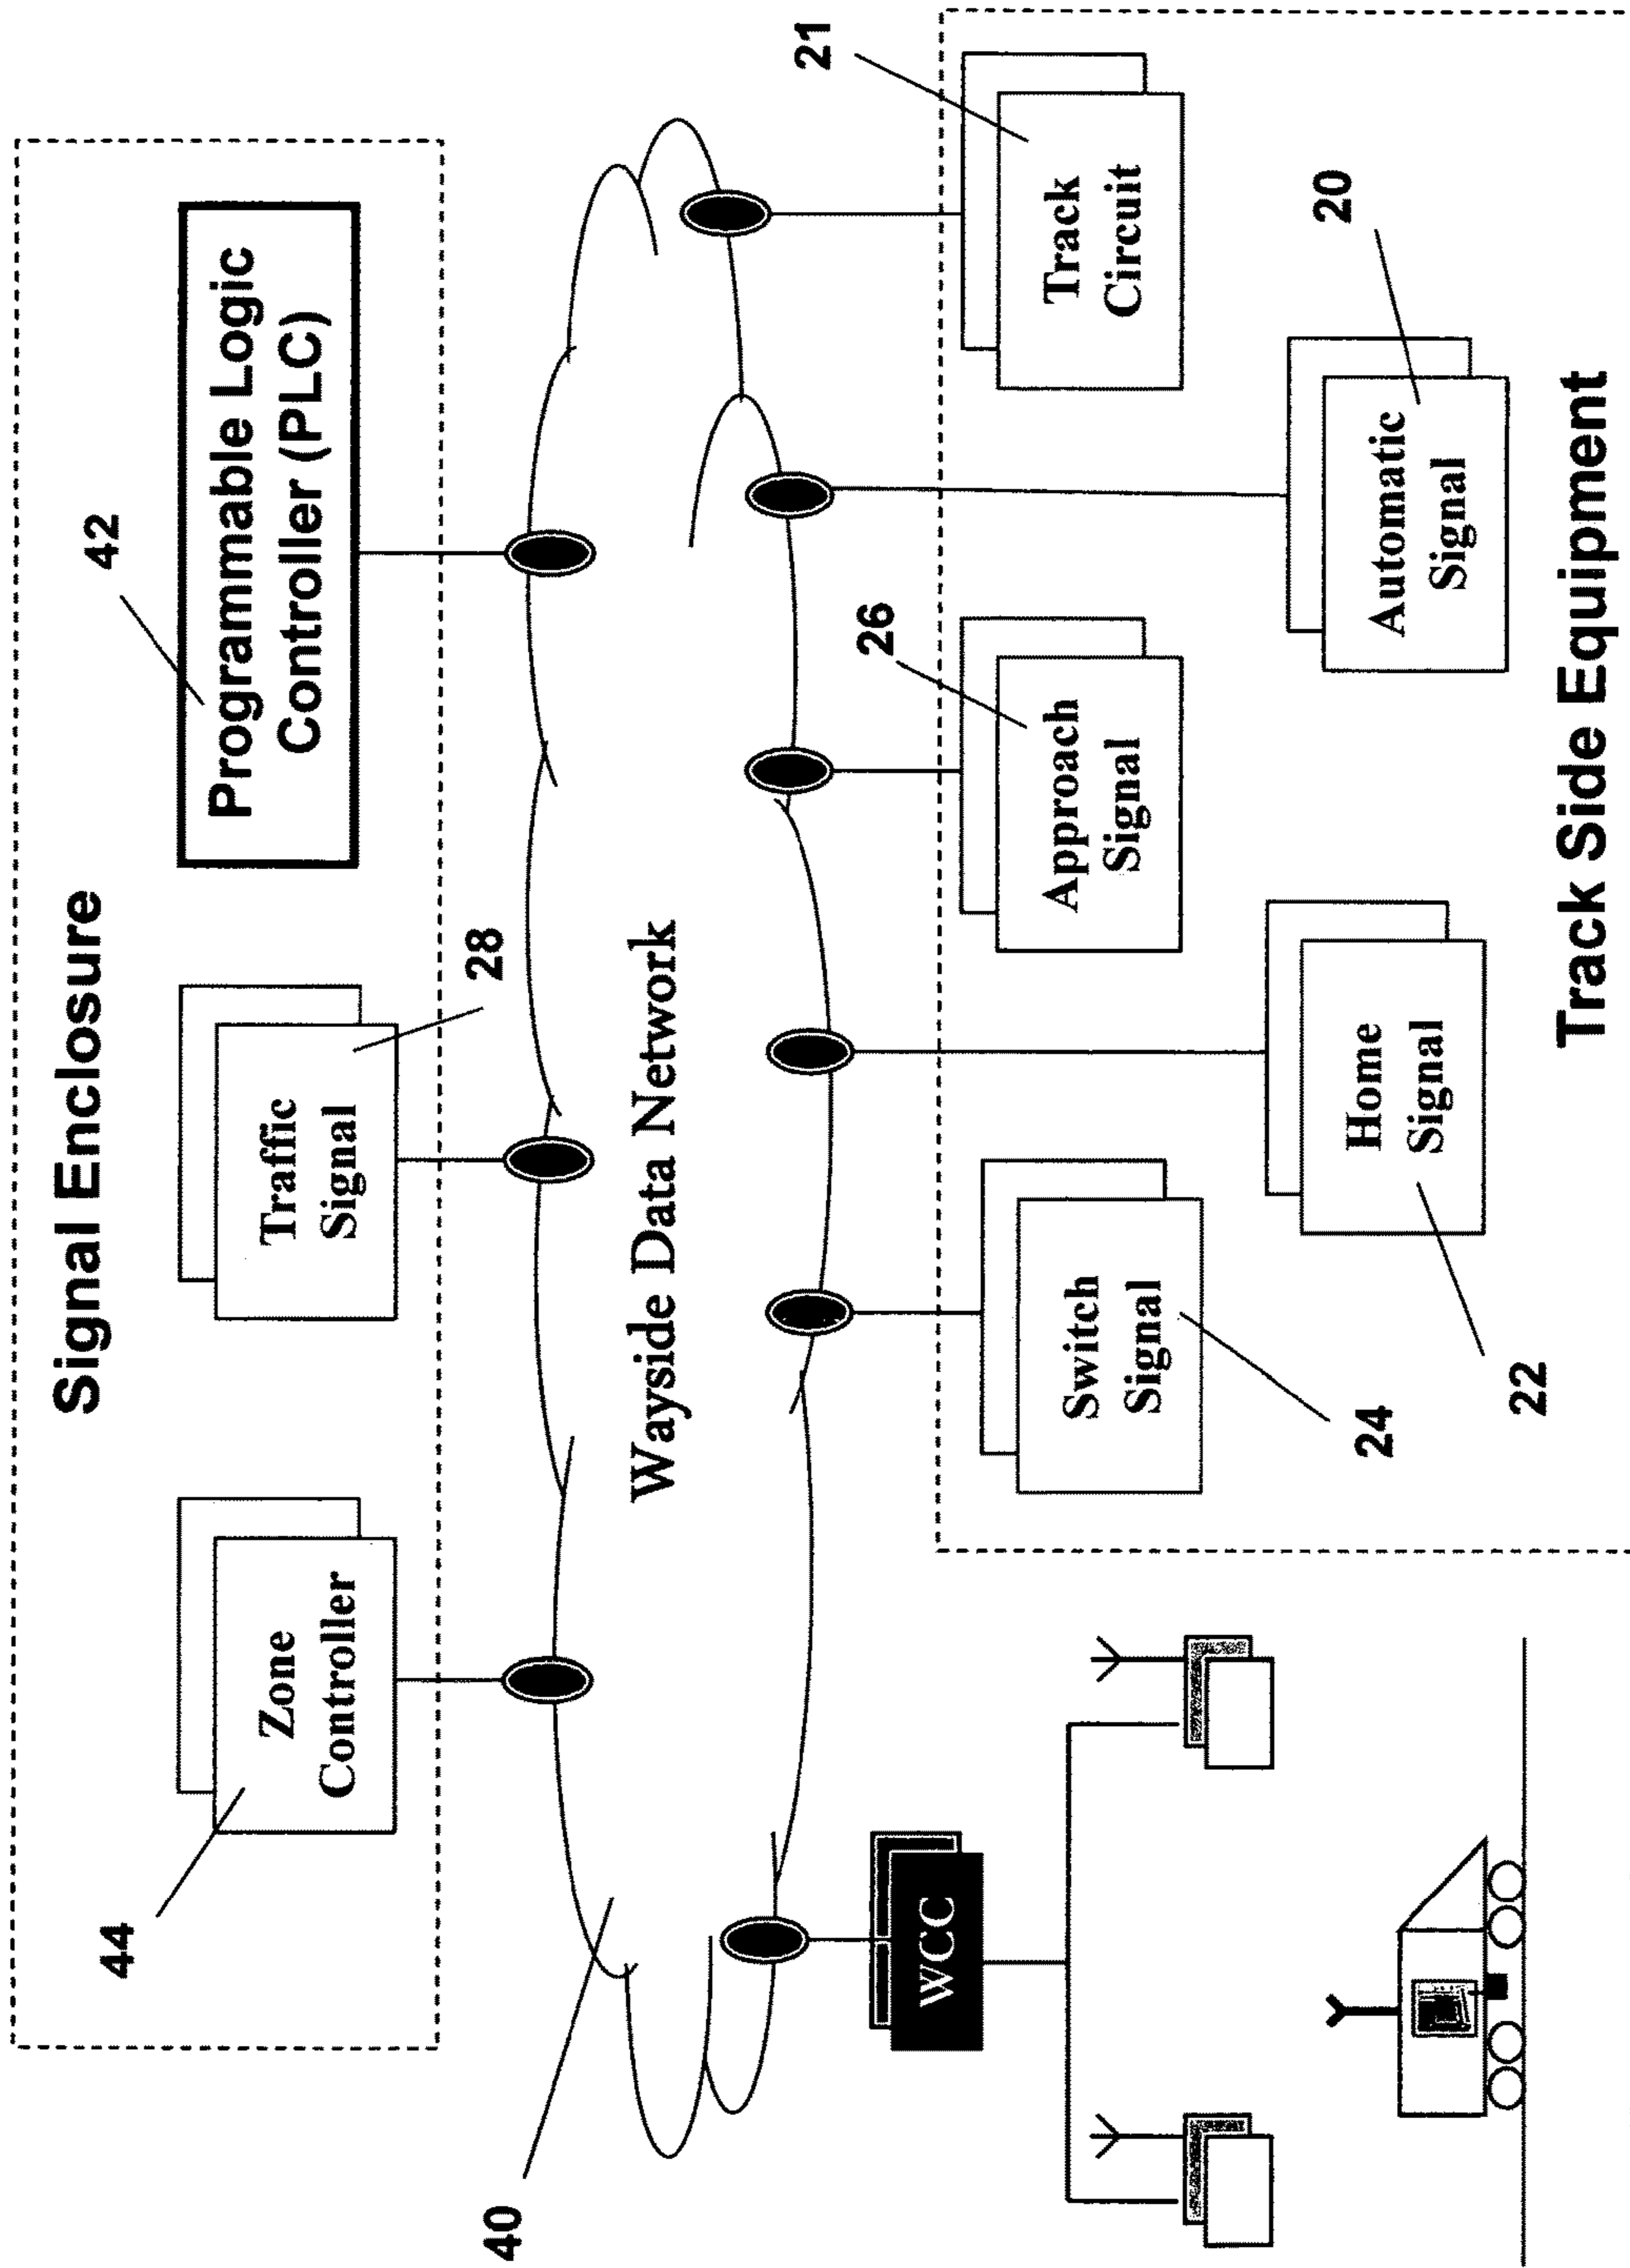 Signal Enclosure
44
Zone
Controller
Traffic
Signal
28
42
Programmable Logic
Controller (PLC)
40
Wayside Data Network
WCC
Switch
Signal
24
Home
Signal
22
Approach
Signal
26
Automatic
Signal
20
Track
Circuit
21
Track Side Equipment